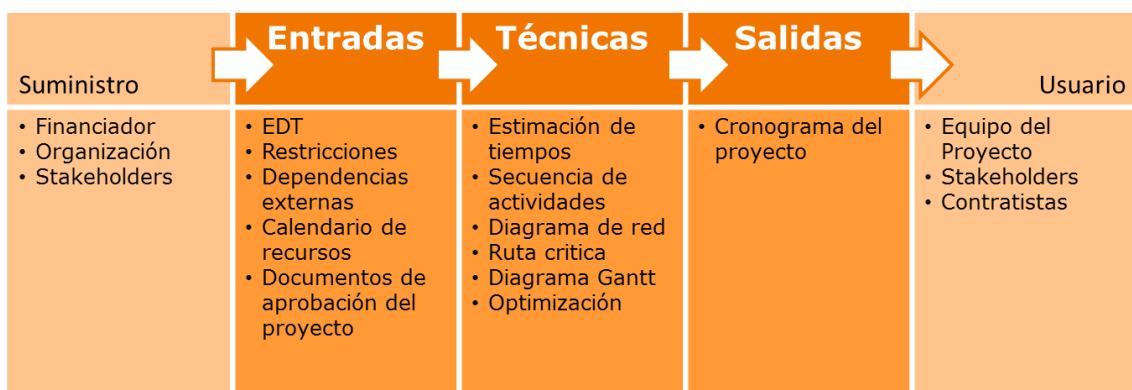 Suministro
Entradas
Técnicas
Salidas
Usuario
• Financiador
• Organización
• Stakeholders
• EDT
• Restricciones
• Dependencias
externas
• Calendario de
recursos
• Documentos de
aprobación del
proyecto
• Estimación de
tiempos
• Secuencia de
actividades
• Diagrama de red
• Ruta critica
• Diagrama Gantt
• Optimización
• Cronograma del
proyecto
• Equipo del
Proyecto
• Stakeholders
• Contratistas